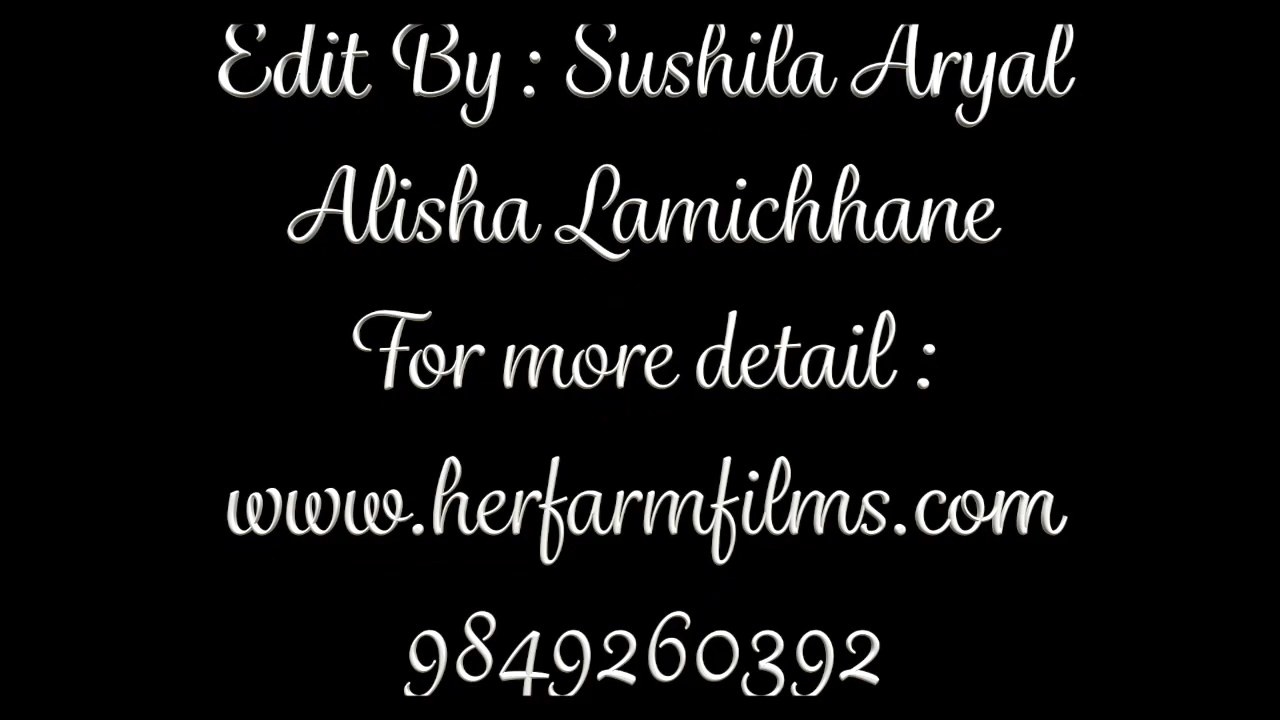 Edit By : Sushila Aryal
Alisha Lamichhane
For more detail :
www.herfarmfilms.com
9849260392